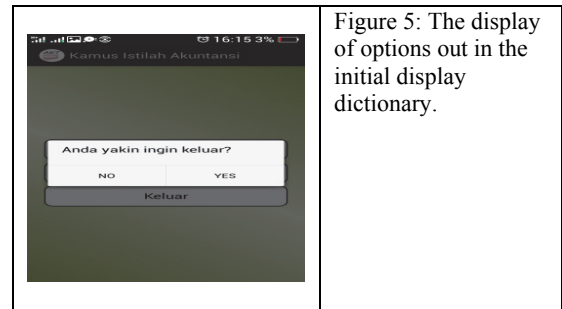 16:15 3%
Kamus Istilah Akuntansi
Anda yakin ingin keluar?
NO YES
Keluar
Figure 5: The display
of options out in the
initial display
dictionary.